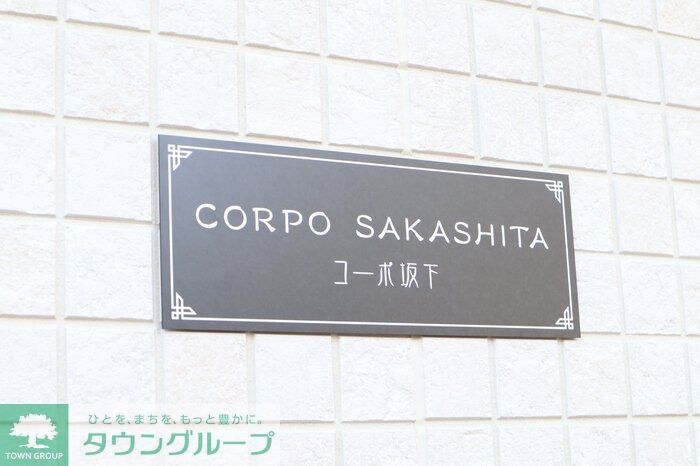 CORPO SAKASHITA
コーポ坂下
ひとを、まちを、もっと豊かに。
タウングループ
TOWN GROUP